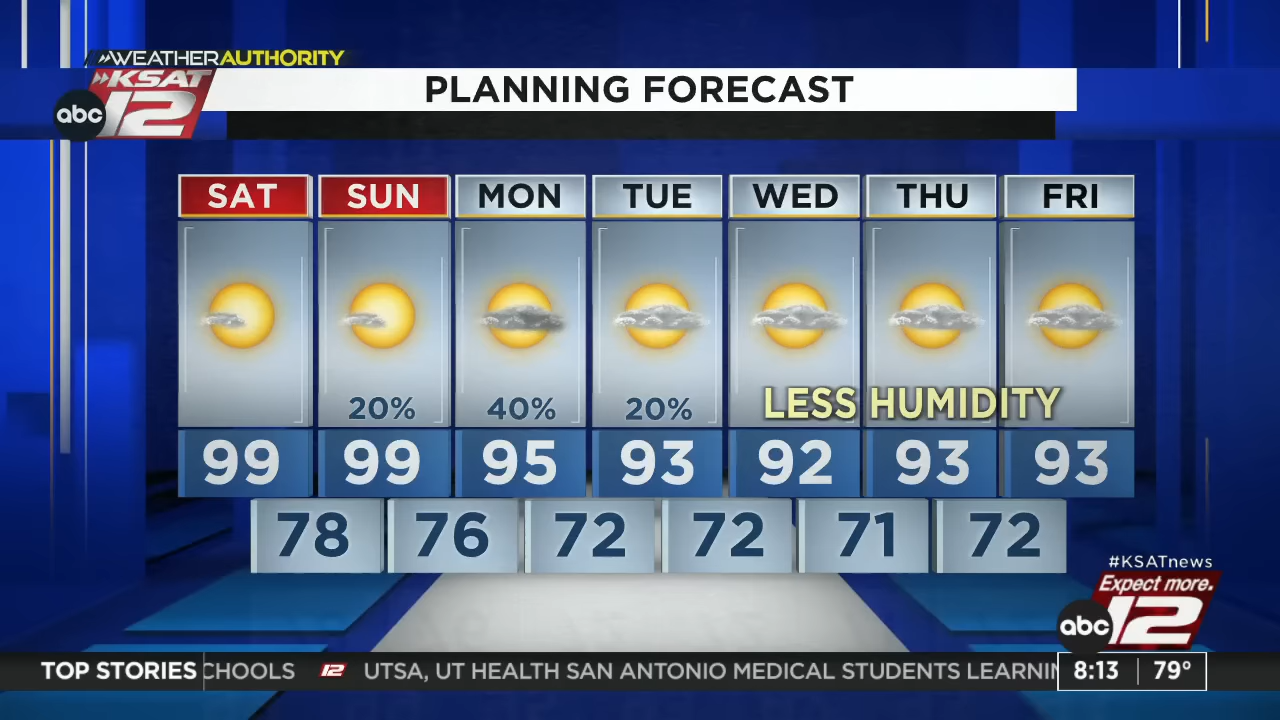 WEATHERAUTHORITY
KSAT
abc 12
PLANNING FORECAST
SAT SUN MON TUE WED THU FRI
20% 40% 20% LESS HUMIDITY
99 99 95 93 92 93 93
78 76 72 72 71 72
#KSATnews
Expect more.
abc 12
TOP STORIES CHOOLS 12 UTSA, UT HEALTH SAN ANTONIO MEDICAL STUDENTS LEARNIN 8:13 79°